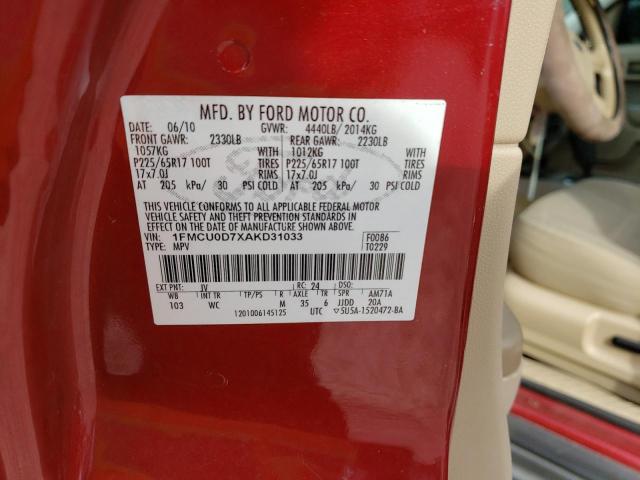 MFD. BY FORD MOTOR CO.
DATE: 06/10 GVWR: 4440LB/2014KG
FRONT GAWR: 2330LB REAR GAWR: 2230LB
1057KG WITH 1012KG WITH
P225/65R17 100T TIRES P225/65R17 100T TIRES
17x7.0J RIMS 17x7.0J RIMS
AT 205 kPa/ 30 PSI COLD AT 205 kPa/ 30 PSI COLD
THIS VEHICLE CONFORMS TO ALL APPLICABLE FEDERAL MOTOR
VEHICLE SAFETY AND THEFT PREVENTION STANDARDS IN
EFFECT ON THE DATE OF MANUFACTURE SHOWN ABOVE.
VIN: 1FMCU0D7XAKD31033 F0086
TYPE: MPV T0229
EXT PNT: JV RC: 24 DSO:
WB INT TR TP/PS R AXLE TR SPR AM71A
103 WC M 35 6 JJDD 20A
1201006145125 UTC 5U5A-1520472-BA